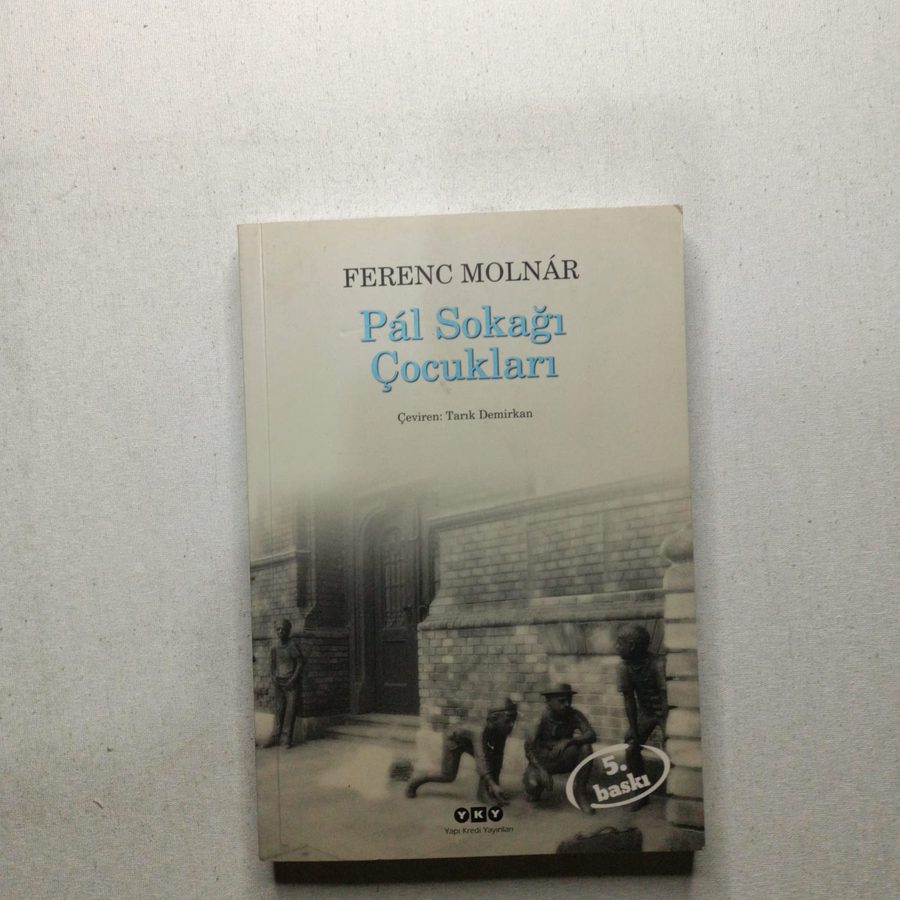 FERENC MOLNÁR
Pál Sokağı
Çocukları
Çeviren: Tarık Demirkan
5.
baskı
YKY
Yapı Kredi Yayınları